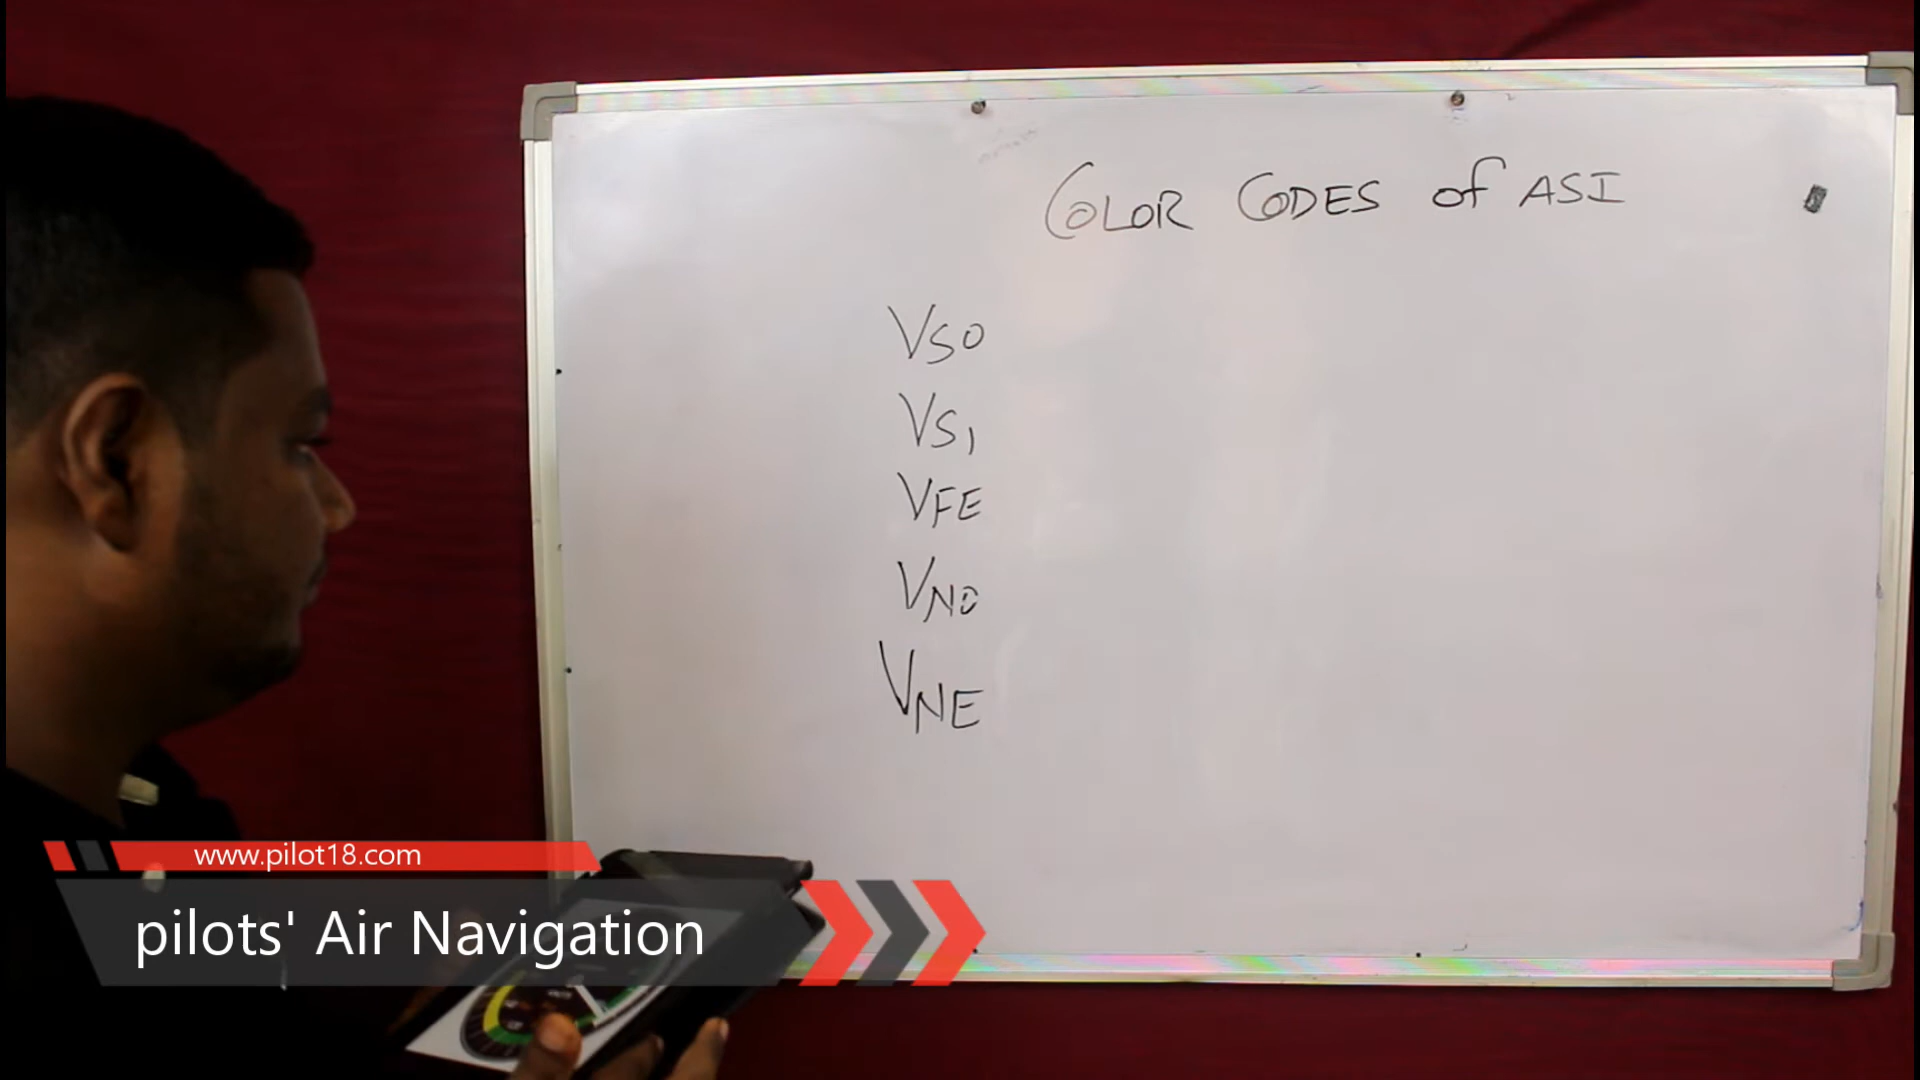 COLOR CODES of ASI
VSO
VS1
VFE
VNO
VNE
www.pilot18.com
pilots' Air Navigation